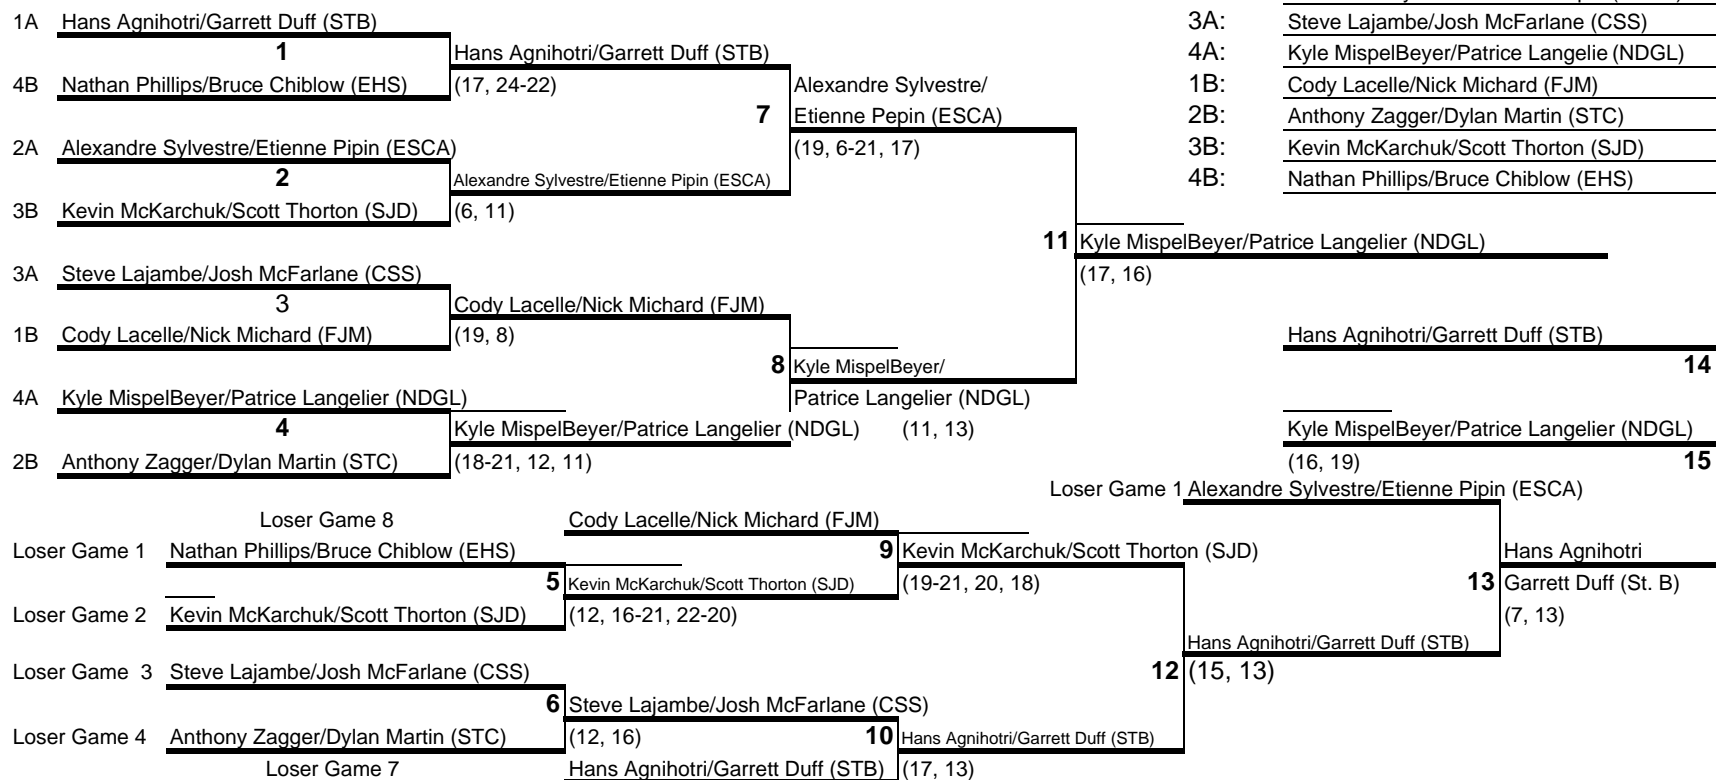 1A Hans Agnihotri/Garrett Duff (STB)
3A: Steve Lajambe/Josh McFarlane (CSS)
1 Hans Agnihotri/Garrett Duff (STB)
4A: Kyle MispelBeyer/Patrice Langelie (NDGL)
4B Nathan Phillips/Bruce Chiblow (EHS) (17, 24-22) Alexandre Sylvestre/
1B: Cody Lacelle/Nick Michard (FJM)
7 Etienne Pepin (ESCA)
2B: Anthony Zagger/Dylan Martin (STC)
2A Alexandre Sylvestre/Etienne Pipin (ESCA) (19, 6-21, 17)
3B: Kevin McKarchuk/Scott Thorton (SJD)
2 Alexandre Sylvestre/Etienne Pipin (ESCA)
4B: Nathan Phillips/Bruce Chiblow (EHS)
3B Kevin McKarchuk/Scott Thorton (SJD) (6, 11)
11 Kyle MispelBeyer/Patrice Langelier (NDGL)
3A Steve Lajambe/Josh McFarlane (CSS) (17, 16)
3 Cody Lacelle/Nick Michard (FJM)
1B Cody Lacelle/Nick Michard (FJM) (19, 8) Hans Agnihotri/Garrett Duff (STB)
8 Kyle MispelBeyer/ 14
4A Kyle MispelBeyer/Patrice Langelier (NDGL) Patrice Langelier (NDGL)
4 Kyle MispelBeyer/Patrice Langelier (NDGL) (11, 13) Kyle MispelBeyer/Patrice Langelier (NDGL)
2B Anthony Zagger/Dylan Martin (STC) (18-21, 12, 11) (16, 19) 15
Loser Game 1 Alexandre Sylvestre/Etienne Pipin (ESCA)
Loser Game 8 Cody Lacelle/Nick Michard (FJM)
Loser Game 1 Nathan Phillips/Bruce Chiblow (EHS) 9 Kevin McKarchuk/Scott Thorton (SJD) Hans Agnihotri
5 Kevin McKarchuk/Scott Thorton (SJD) (19-21, 20, 18) 13 Garrett Duff (St. B)
Loser Game 2 Kevin McKarchuk/Scott Thorton (SJD) (12, 16-21, 22-20) (7, 13)
Hans Agnihotri/Garrett Duff (STB)
Loser Game 3 Steve Lajambe/Josh McFarlane (CSS) 12 (15, 13)
6 Steve Lajambe/Josh McFarlane (CSS)
Loser Game 4 Anthony Zagger/Dylan Martin (STC) (12, 16) 10 Hans Agnihotri/Garrett Duff (STB)
Loser Game 7 Hans Agnihotri/Garrett Duff (STB) (17, 13)